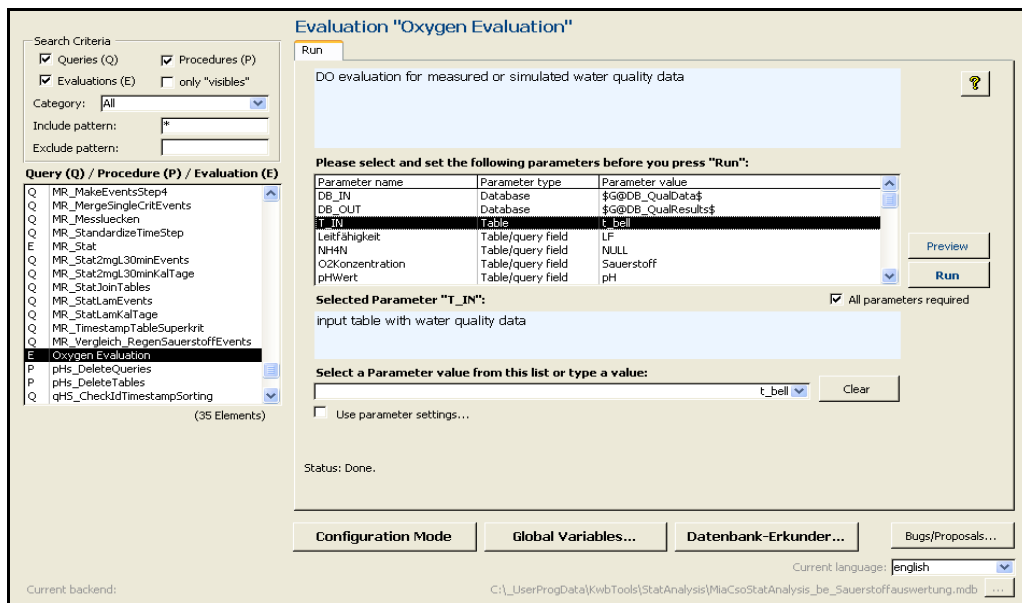 Evaluation "Oxygen Evaluation"
Search Criteria
Queries (Q)
Procedures (P)
Evaluations (E)
only "visibles"
Category: All
Include pattern: *
Exclude pattern:
Query (Q) / Procedure (P) / Evaluation (E)
Q MR_MakeEventsStep4
Q MR_MergeSingleCritEvents
Q MR_Messluecken
Q MR_StandardizeTimeStep
E MR_Stat
Q MR_Stat2mgL30minEvents
Q MR_Stat2mgL30minKalTage
Q MR_StatJoinTables
Q MR_StatLamEvents
Q MR_StatLamKalTage
Q MR_TimestampTableSuperkrit
Q MR_Vergleich_RegenSauerstoffEvents
E Oxygen Evaluation
P pHs_DeleteQueries
P pHs_DeleteTables
Q qHS_CheckIdTimestampSorting
(35 Elements)
Run
DO evaluation for measured or simulated water quality data
?
Please select and set the following parameters before you press "Run":
Parameter name Parameter type Parameter value
DB_IN Database $G@DB_QualData$
DB_OUT Database $G@DB_QualResults$
T_IN Table t_bell
Leitfähigkeit Table/query field LF
NH4N Table/query field NULL
O2Konzentration Table/query field Sauerstoff
pHWert Table/query field pH
Preview
Run
Selected Parameter "T_IN":
All parameters required
input table with water quality data
Select a Parameter value from this list or type a value:
t_bell
Clear
Use parameter settings...
Status: Done.
Configuration Mode
Global Variables...
Datenbank-Erkunder...
Bugs/Proposals...
Current language: english
Current backend:
C:\_UserProgData\KwbTools\StatAnalysis\MiaCsoStatAnalysis_be_Sauerstoffauswertung.mdb
...